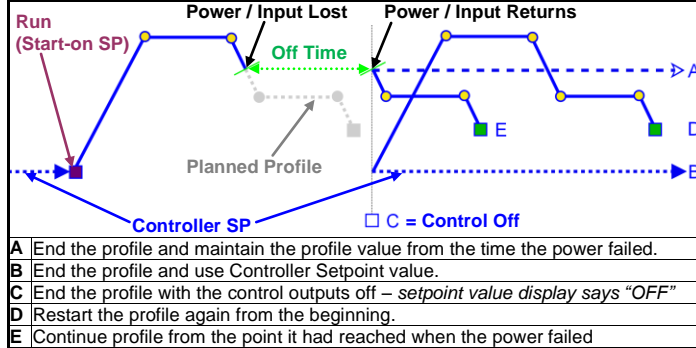 Power / Input Lost
Power / Input Returns
Run
(Start-on SP)
Off Time
A
E
D
Planned Profile
B
Controller SP
C = Control Off
A End the profile and maintain the profile value from the time the power failed.
B End the profile and use Controller Setpoint value.
C End the profile with the control outputs off – setpoint value display says “OFF”
D Restart the profile again from the beginning.
E Continue profile from the point it had reached when the power failed